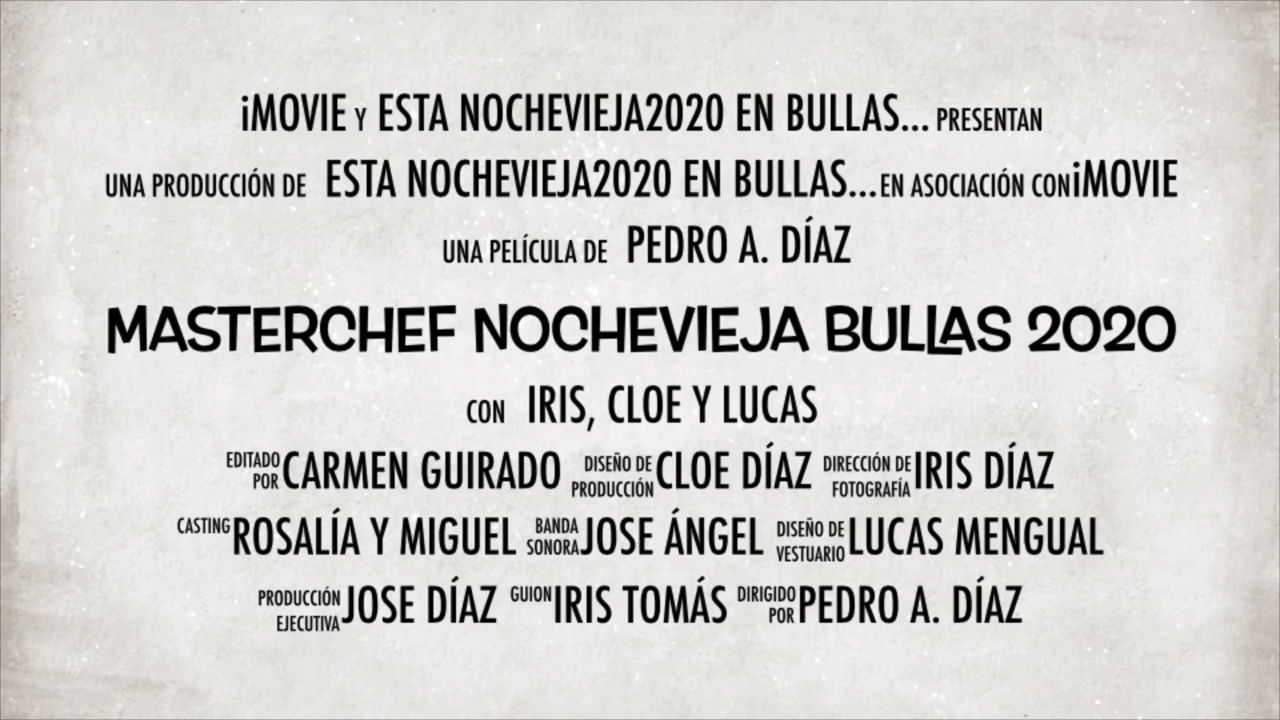 iMOVIE Y ESTA NOCHEVIEJA2020 EN BULLAS... PRESENTAN
UNA PRODUCCIÓN DE ESTA NOCHEVIEJA2020 EN BULLAS... EN ASOCIACIÓN CON iMOVIE
UNA PELÍCULA DE PEDRO A. DÍAZ
MASTERCHEF NOCHEVIEJA BULLAS 2020
CON IRIS, CLOE Y LUCAS
EDITADO POR CARMEN GUIRADO DISEÑO DE PRODUCCIÓN CLOE DÍAZ DIRECCIÓN DE FOTOGRAFÍA IRIS DÍAZ
CASTING ROSALÍA Y MIGUEL BANDA SONORA JOSE ÁNGEL DISEÑO DE VESTUARIO LUCAS MENGUAL
PRODUCCIÓN EJECUTIVA JOSE DÍAZ GUION IRIS TOMÁS DIRIGIDO POR PEDRO A. DÍAZ